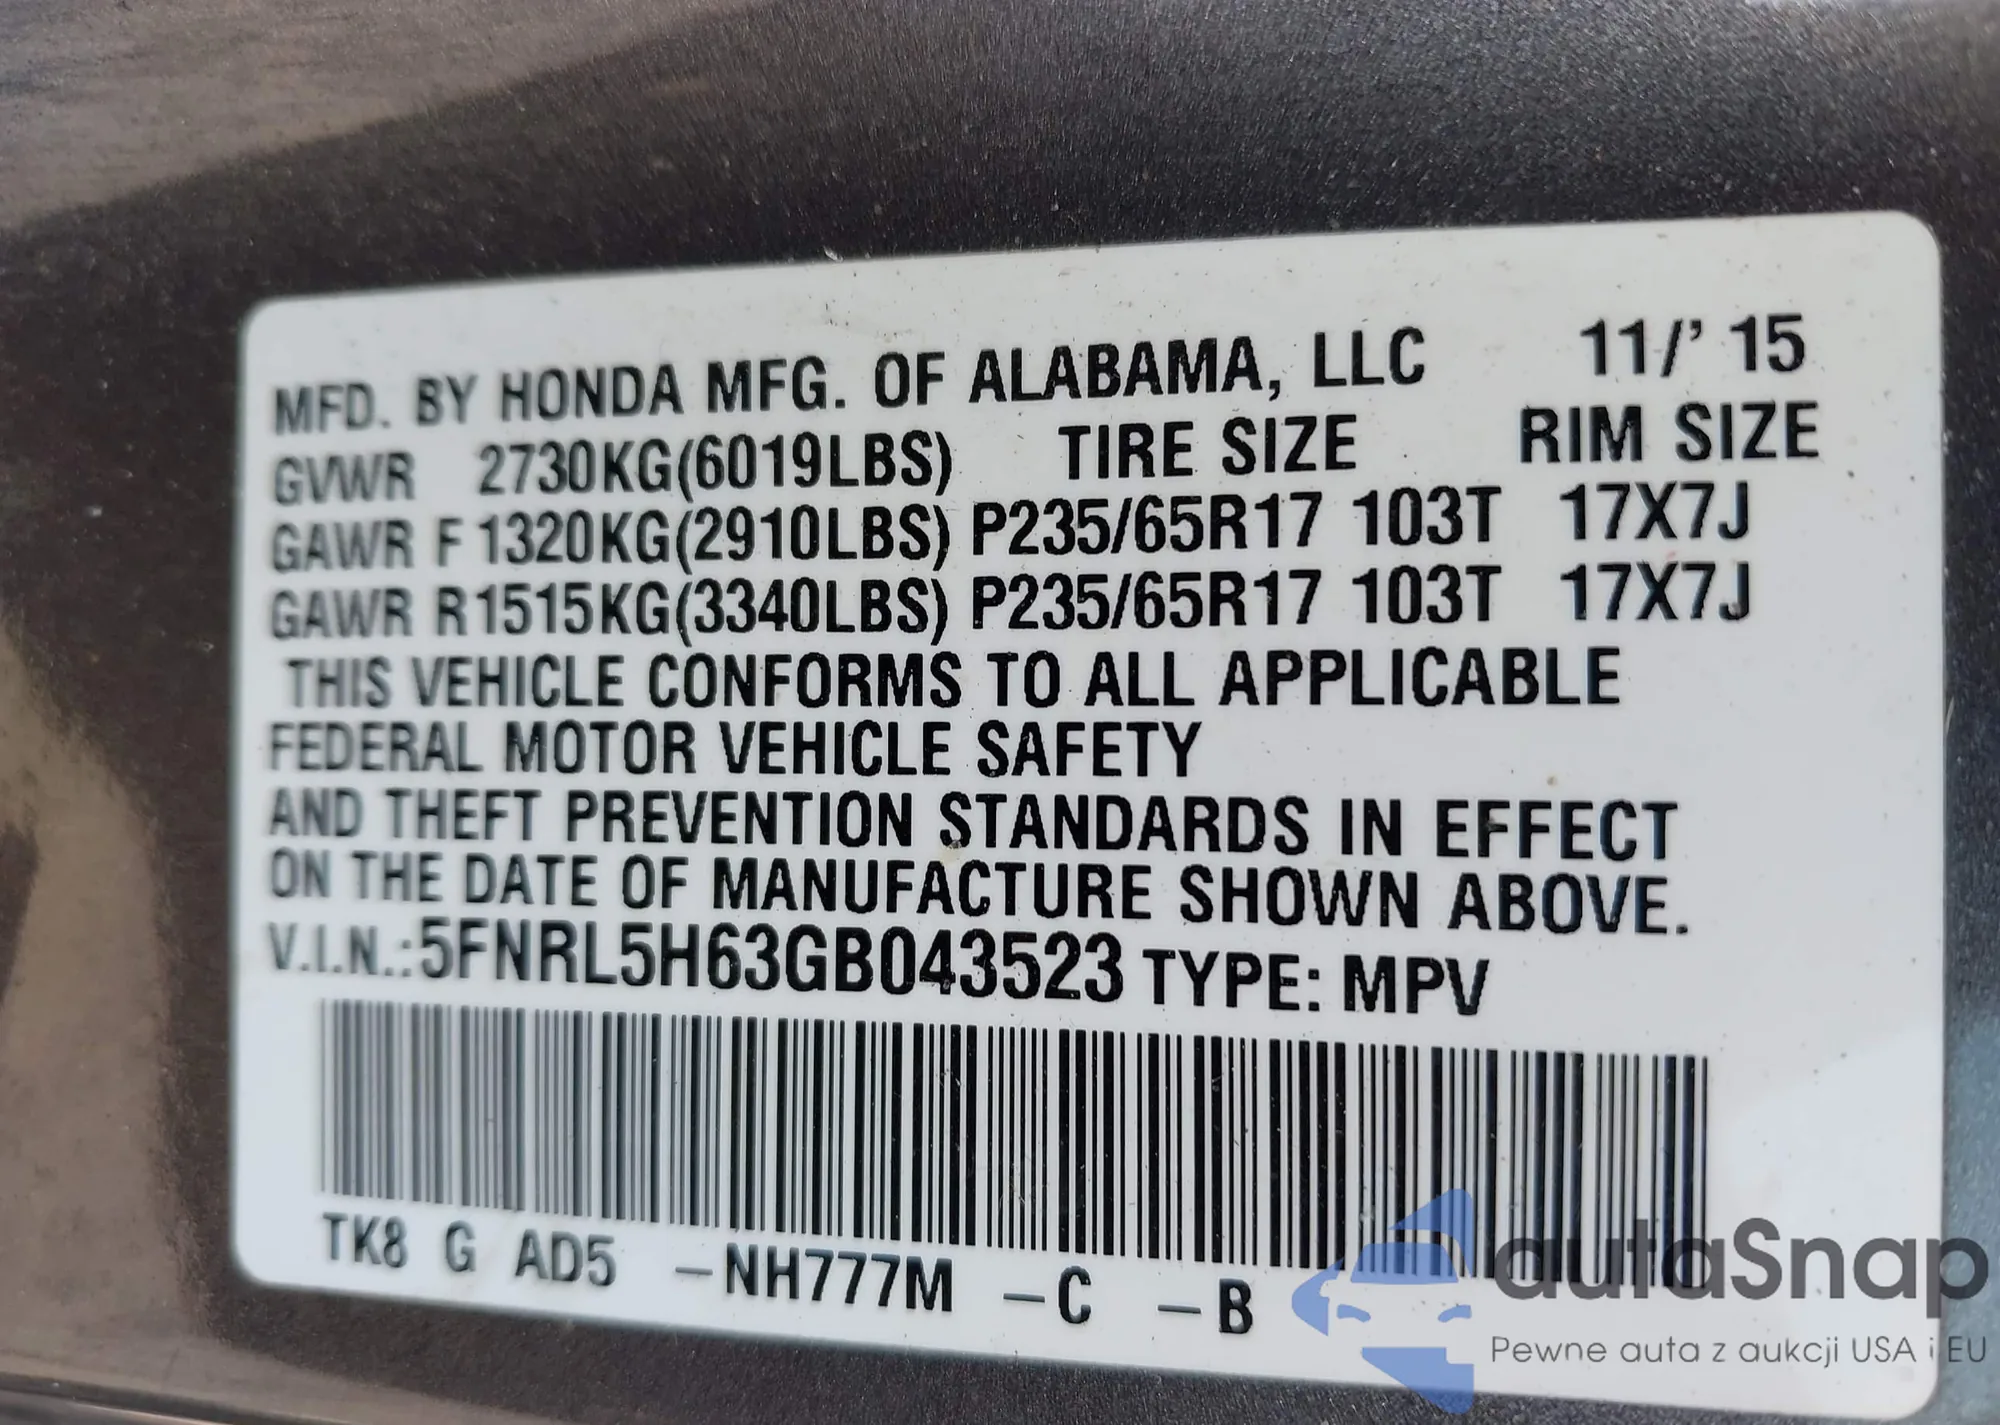 MFD. BY HONDA MFG. OF ALABAMA, LLC 11/' 15
GVWR 2730KG(6019LBS) TIRE SIZE RIM SIZE
GAWR F 1320KG(2910LBS) P235/65R17 103T 17X7J
GAWR R1515KG(3340LBS) P235/65R17 103T 17X7J
THIS VEHICLE CONFORMS TO ALL APPLICABLE
FEDERAL MOTOR VEHICLE SAFETY
AND THEFT PREVENTION STANDARDS IN EFFECT
ON THE DATE OF MANUFACTURE SHOWN ABOVE.
V.I.N.:5FNRL5H63GB043523 TYPE: MPV
TK8 G AD5 –NH777M –C –B
autaSnap
Pewne auta z aukcji USA i EU